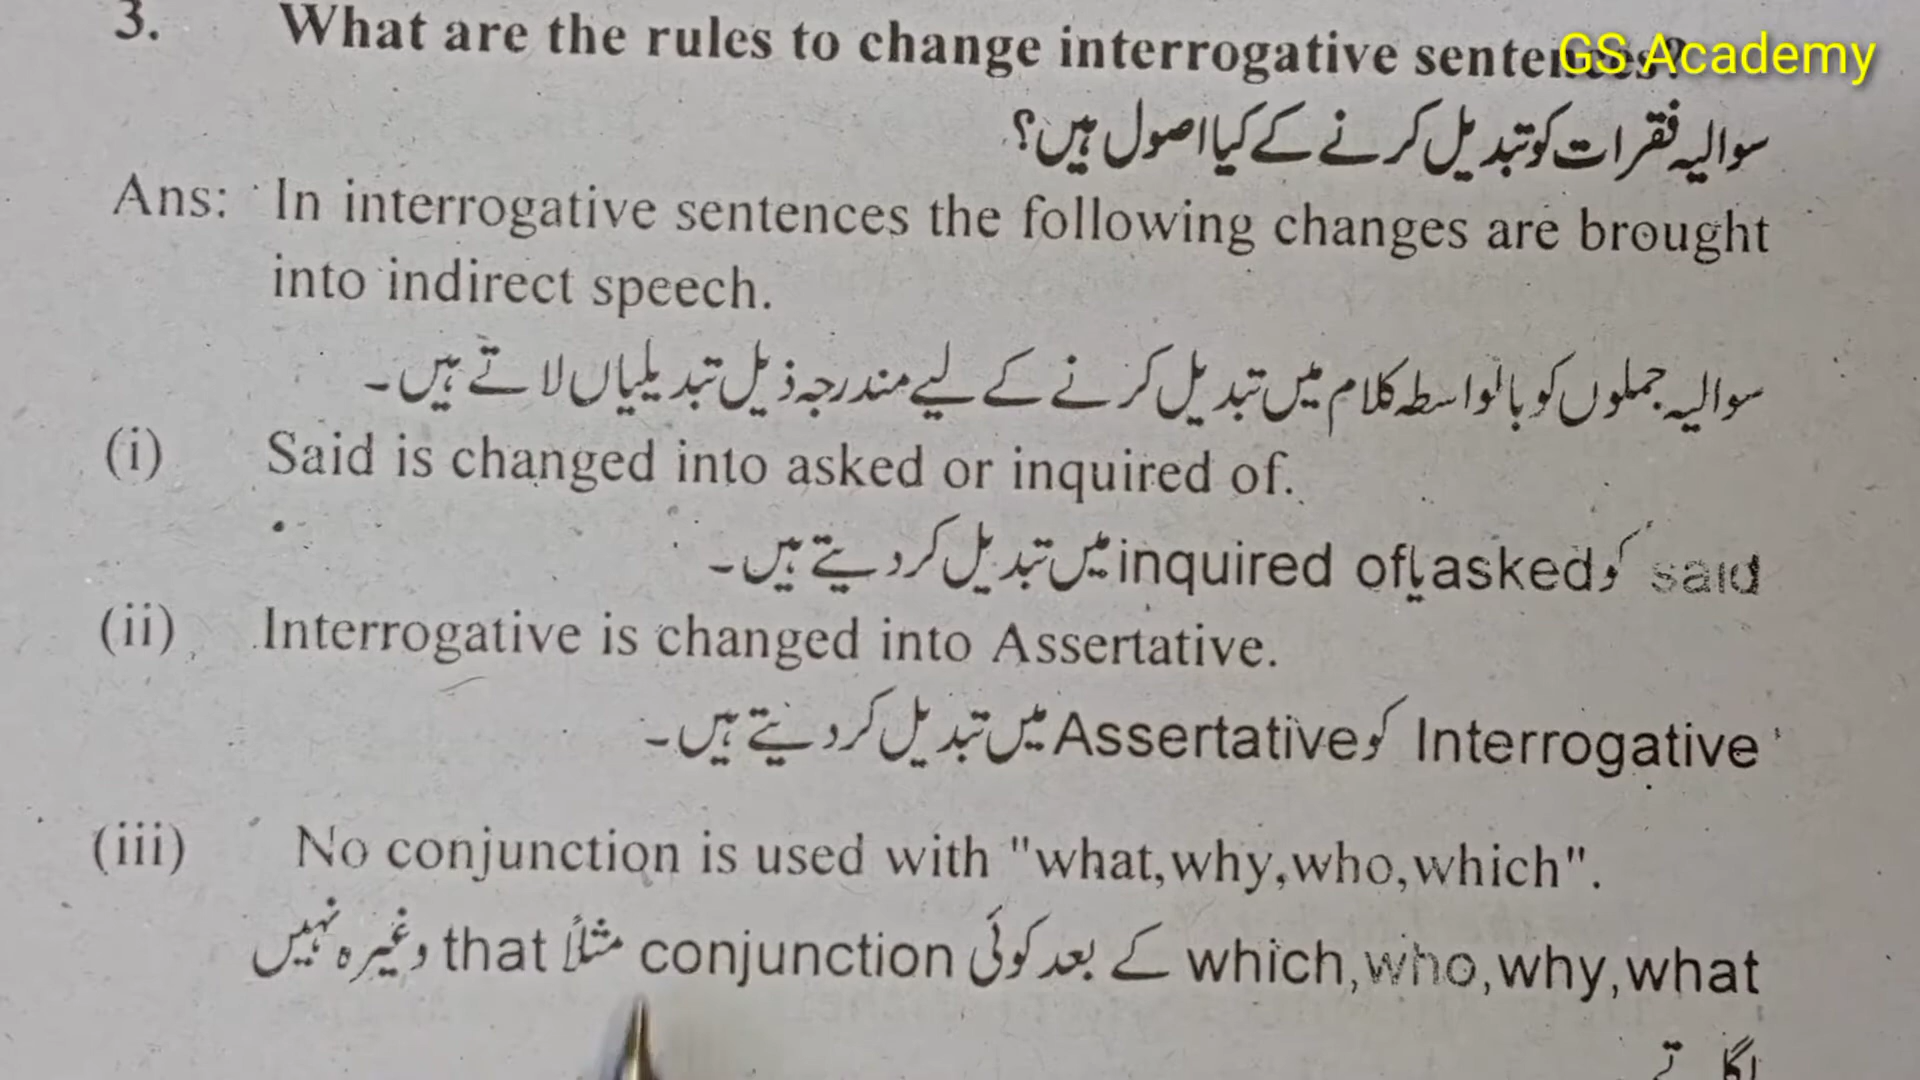 3. What are the rules to change interrogative sentences?
GS Academy
سوالیہ فقرات کو تبدیل کرنے کے کیا اصول ہیں؟
Ans: In interrogative sentences the following changes are brought
into indirect speech.
سوالیہ جملوں کو بالواسطہ کلام میں تبدیل کرنے کے لیے مندرجہ ذیل تبدیلیاں لاتے ہیں۔
(i) Said is changed into asked or inquired of.
said کو asked یا inquired of میں تبدیل کر دیتے ہیں۔
(ii) Interrogative is changed into Assertative.
Interrogative کو Assertative میں تبدیل کر دیتے ہیں۔
(iii) No conjunction is used with "what,why,who,which".
which,who,why,what کے بعد کوئی conjunction مثلاً that وغیرہ نہیں
لگاتے